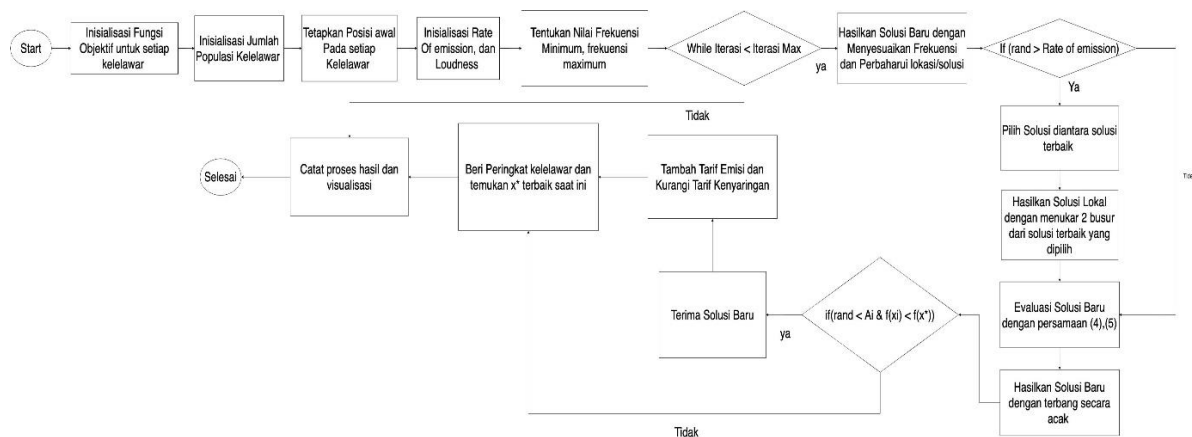 Start
Inisialisasi Fungsi
Objektif untuk setiap
kelelawar
Inisialisasi Jumlah
Populasi Kelelawar
Tetapkan Posisi awal
Pada setiap
Kelelawar
Inisialisasi Rate
Of emission, dan
Loudness
Tentukan Nilai Frekuensi
Minimum, frekuensi
maximum
While Iterasi < Iterasi Max
ya
Hasilkan Solusi Baru dengan
Menyesuaikan Frekuensi
dan Perbaharui lokasi/solusi
If (rand > Rate of emission)
Ya
Pilih Solusi diantara solusi
terbaik
Hasilkan Solusi Lokal
dengan menukar 2 busur
dari solusi terbaik yang
dipilih
Evaluasi Solusi Baru
dengan persamaan (4),(5)
Hasilkan Solusi Baru
dengan terbang secara
acak
if(rand < Ai & f(xi) < f(x*))
ya
Terima Solusi Baru
Tambah Tarif Emisi dan
Kurangi Tarif Kenyaringan
Tidak
Beri Peringkat kelelawar dan
temukan x* terbaik saat ini
Catat proses hasil dan
visualisasi
Selesai
Tidak